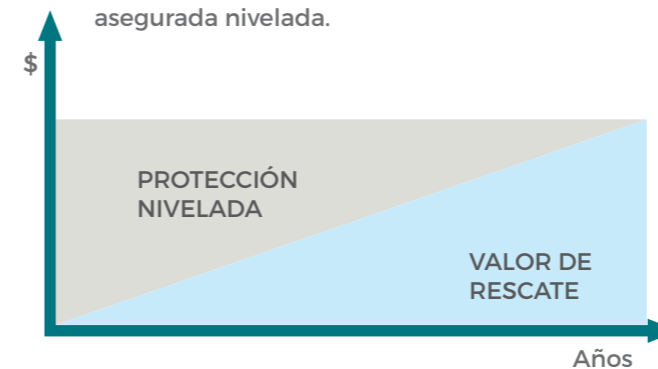 asegurada nivelada.
$
PROTECCIÓN
NIVELADA
VALOR DE
RESCATE
Años